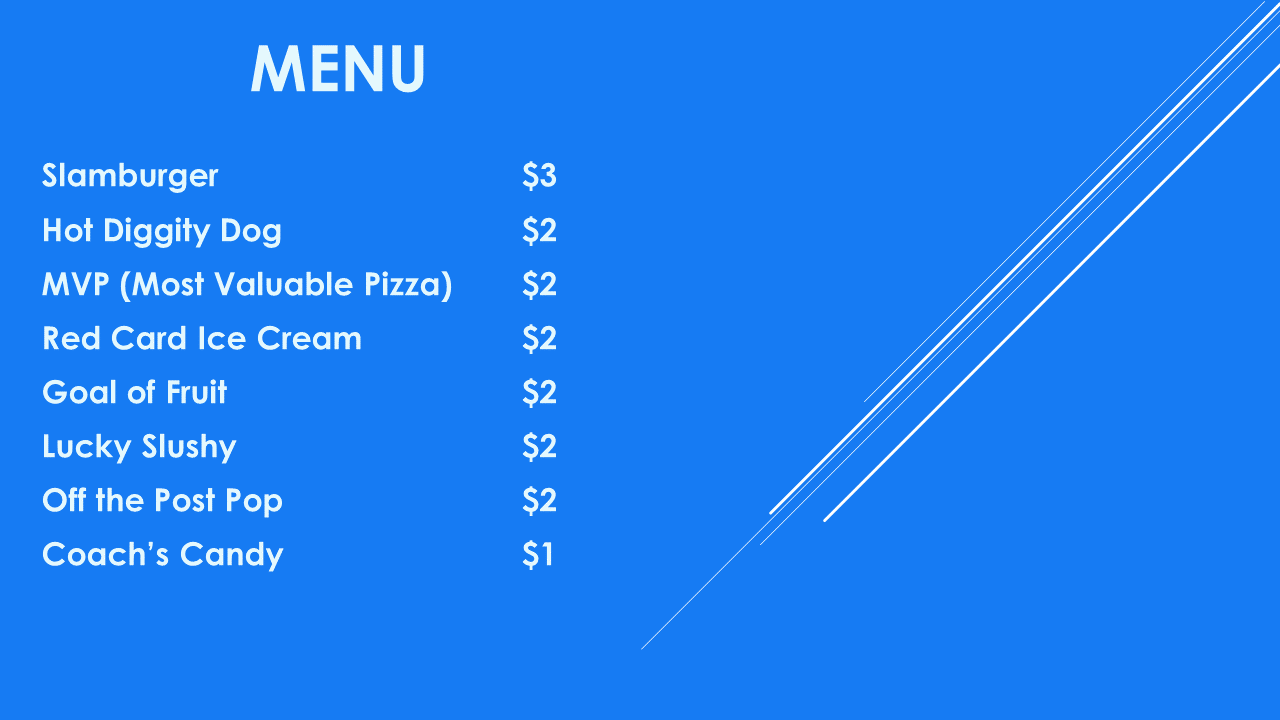 MENU
Slamburger $3
Hot Diggity Dog $2
MVP (Most Valuable Pizza) $2
Red Card Ice Cream $2
Goal of Fruit $2
Lucky Slushy $2
Off the Post Pop $2
Coach’s Candy $1